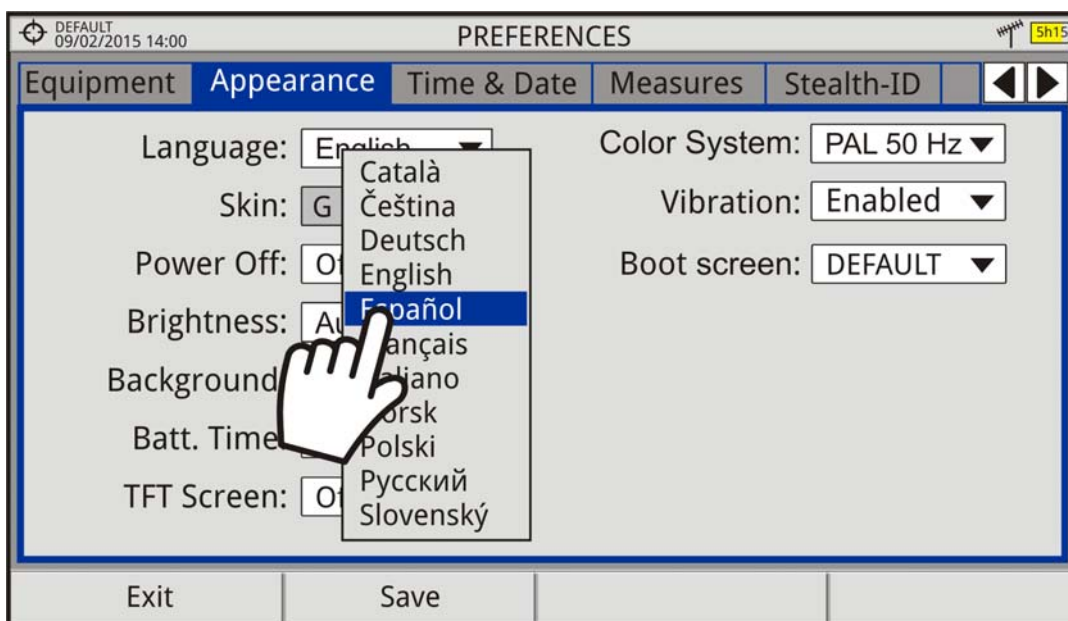 DEFAULT
09/02/2015 14:00
PREFERENCES
5h15
Equipment Appearance Time & Date Measures Stealth-ID
Language:
Skin: G
Power Off:
Brightness:
Background
Batt. Time
TFT Screen:
Català
Čeština
Deutsch
English
Español
Polski
Русский
Slovenský
Color System: PAL 50 Hz
Vibration: Enabled
Boot screen: DEFAULT
Exit Save